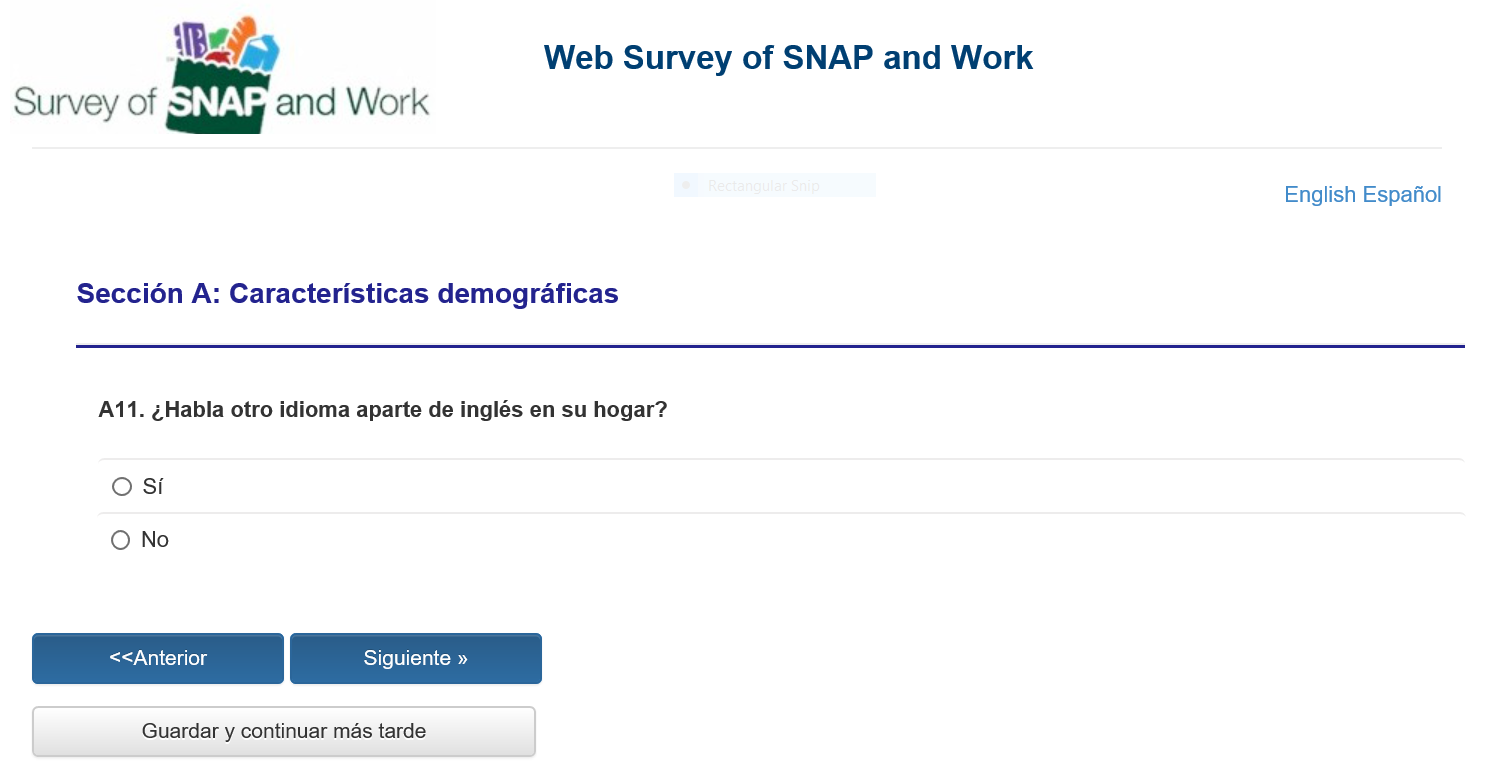 Survey of SNAP and Work
Web Survey of SNAP and Work
Rectangular Snip
English Español
Sección A: Características demográficas
A11. ¿Habla otro idioma aparte de inglés en su hogar?
Sí
No
<<Anterior
Siguiente »
Guardar y continuar más tarde